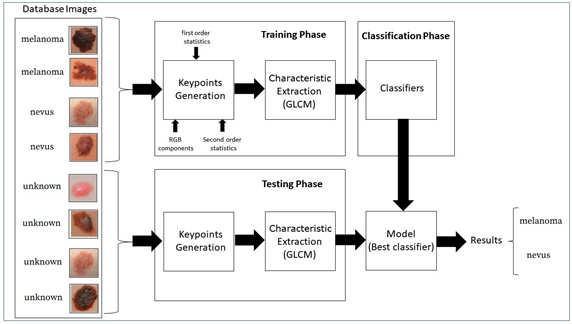 Database Images
melanoma
melanoma
nevus
nevus
unknown
unknown
unknown
unknown
Training Phase
first order
statistics
Keypoints
Generation
RGB
components
Second order
statistics
Characteristic
Extraction
(GLCM)
Classification Phase
Classifiers
Testing Phase
Keypoints
Generation
Characteristic
Extraction
(GLCM)
Model
(Best classifier)
Results
melanoma
nevus